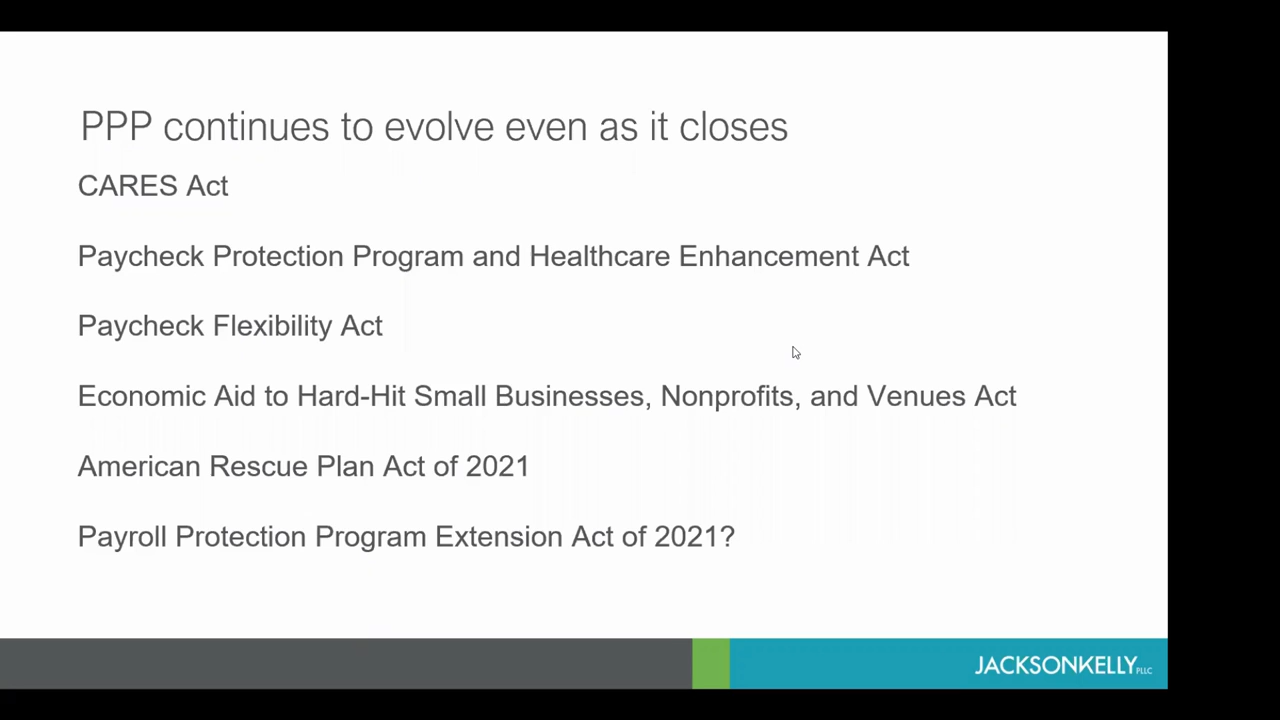 PPP continues to evolve even as it closes
CARES Act
Paycheck Protection Program and Healthcare Enhancement Act
Paycheck Flexibility Act
Economic Aid to Hard-Hit Small Businesses, Nonprofits, and Venues Act
American Rescue Plan Act of 2021
Payroll Protection Program Extension Act of 2021?
JACKSONKELLY PLLC